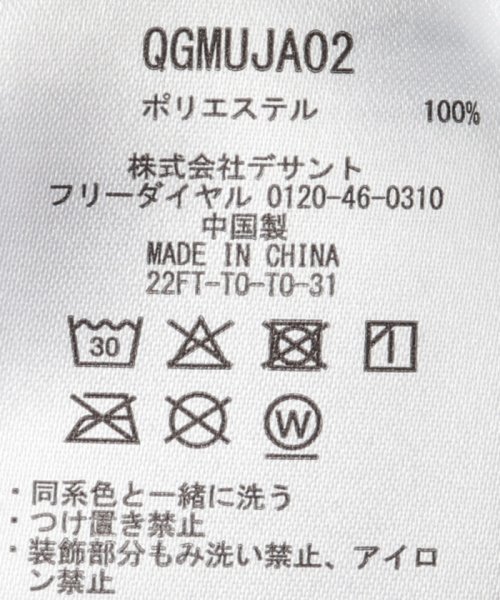 QGMUJA02
ポリエステル 100%
株式会社デサント
フリーダイヤル 0120-46-0310
中国製
MADE IN CHINA
22FT-TO-TO-31
30
W
・同系色と一緒に洗う
・つけ置き禁止
・装飾部分もみ洗い禁止、アイロ
ン禁止